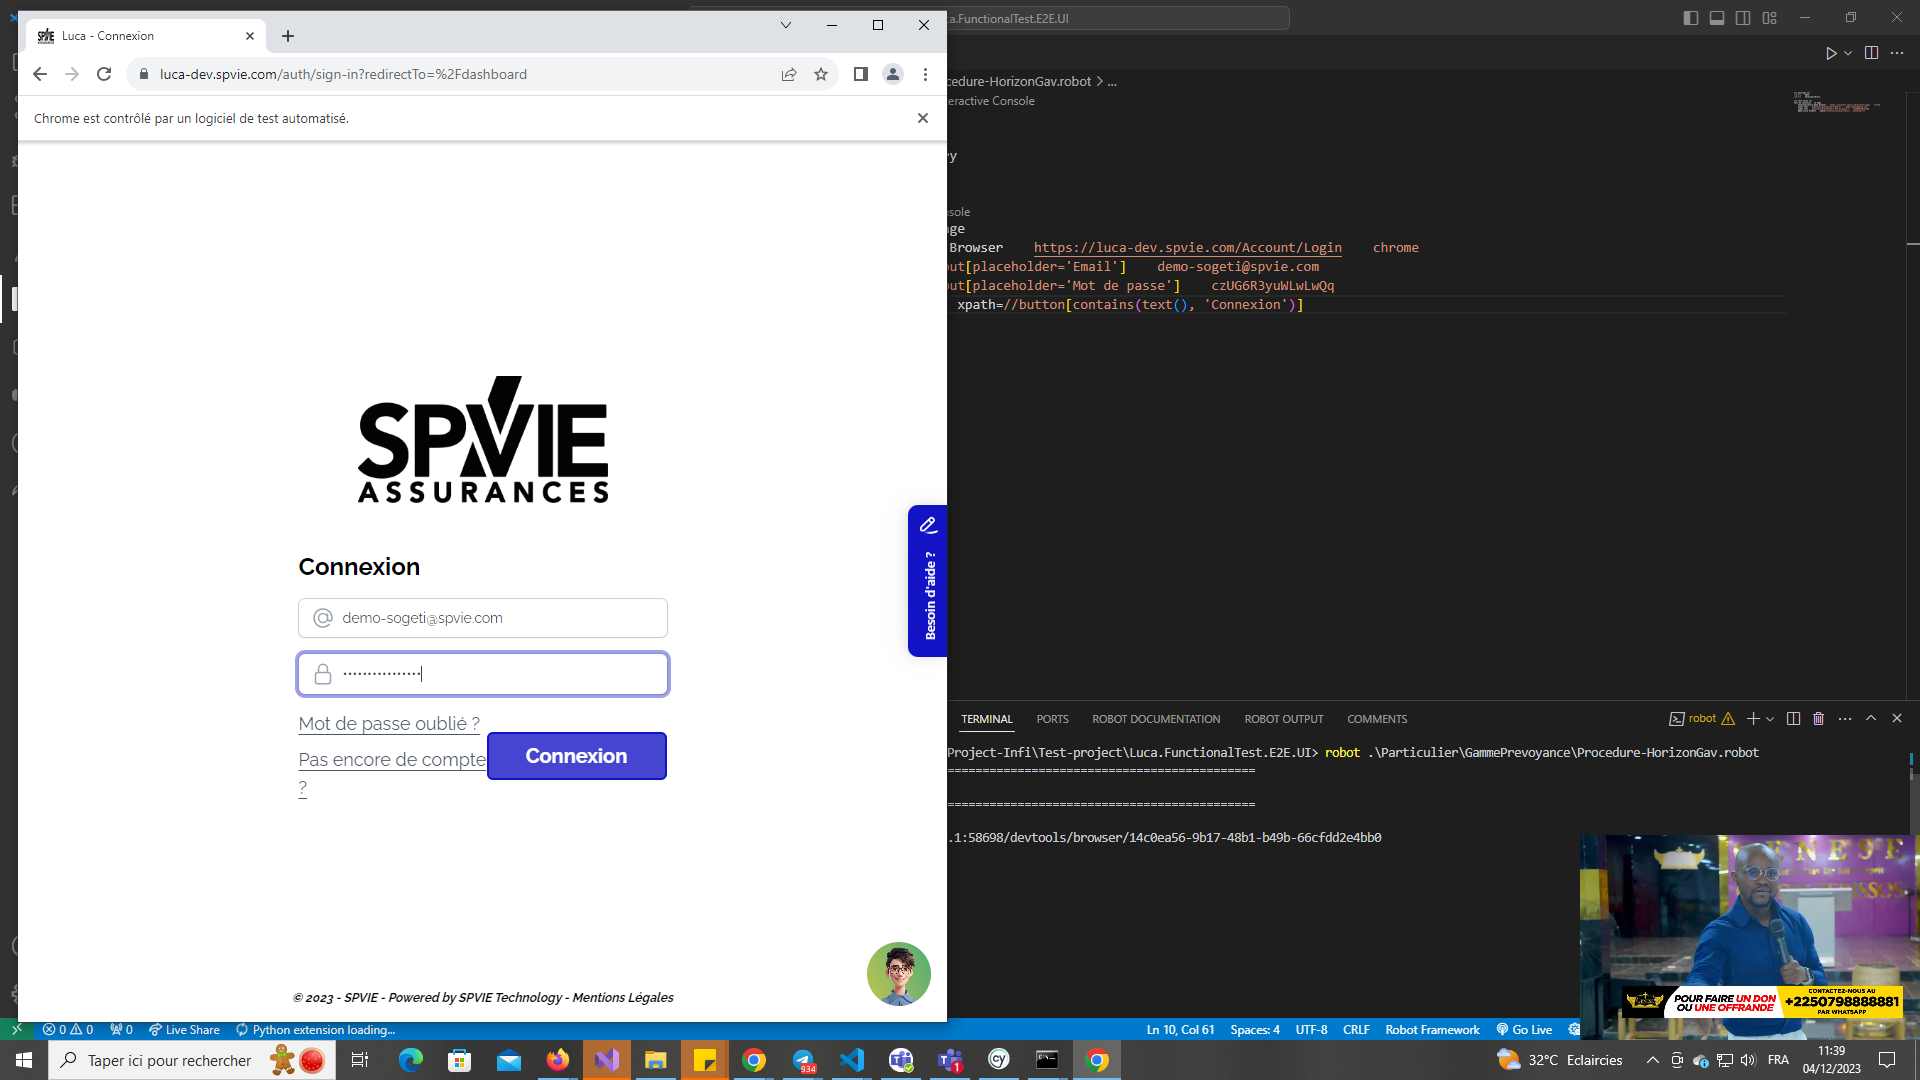 Luca - Connexion
luca-dev.spvie.com/auth/sign-in?redirectTo=%2Fdashboard
Chrome est contrôlé par un logiciel de test automatisé.
SPVIE
ASSURANCES
Connexion
demo-sogeti@spvie.com
••••••••••••••••
Mot de passe oublié ?
Pas encore de compte
?
Connexion
Besoin d'aide ?
© 2023 - SPVIE - Powered by SPVIE Technology - Mentions Légales
ca.FunctionalTest.E2E.UI
cedure-HorizonGav.robot > ...
eractive Console
ry
sole
ge
Browser    https://luca-dev.spvie.com/Account/Login    chrome
out[placeholder='Email']    demo-sogeti@spvie.com
out[placeholder='Mot de passe']    czUG6R3yuWLwLwQq
xpath=//button[contains(text(), 'Connexion')]
TERMINAL PORTS ROBOT DOCUMENTATION ROBOT OUTPUT COMMENTS
robot
Project-Infi\Test-project\Luca.FunctionalTest.E2E.UI> robot .\Particulier\GammePrevoyance\Procedure-HorizonGav.robot
=========================================
=========================================
.1:58698/devtools/browser/14c0ea56-9b17-48b1-b49b-66cfdd2e4bb0
POUR FAIRE UN DON
OU UNE OFFRANDE
CONTACTEZ-NOUS AU
+2250798888881
PAR WHATSAPP
0 0 0 Live Share Python extension loading...
Ln 10, Col 61 Spaces: 4 UTF-8 CRLF Robot Framework Go Live
Taper ici pour rechercher
934
1
32°C Eclaircies
FRA
11:39
04/12/2023